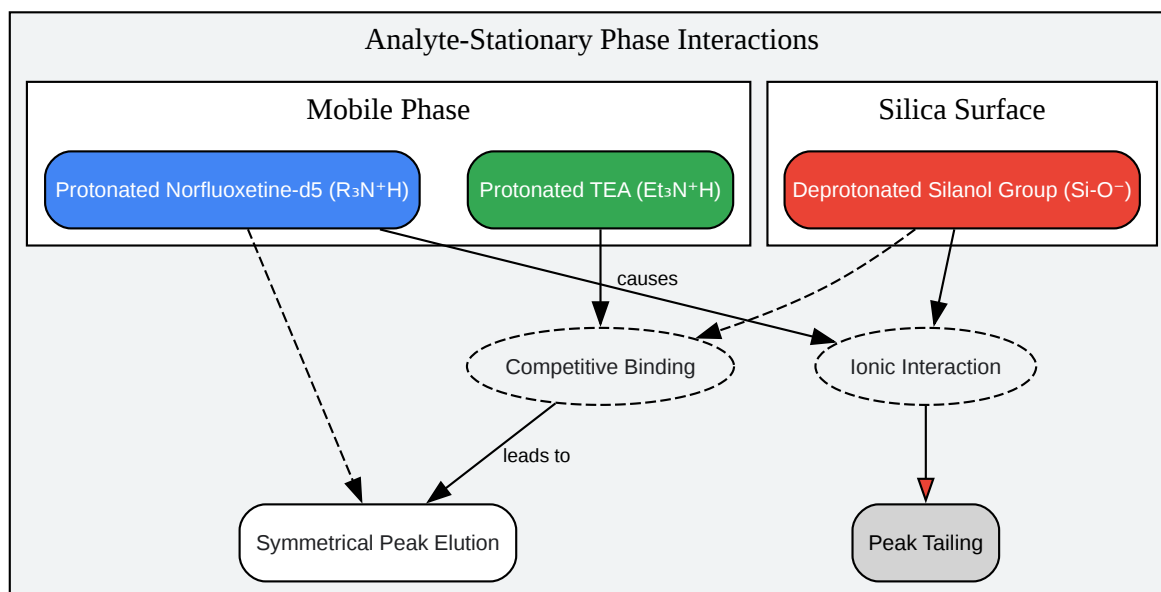 Analyte-Stationary Phase Interactions
Mobile Phase
Silica Surface
Protonated Norfluoxetine-d5 (R₃N⁺H)
Protonated TEA (Et₃N⁺H)
Deprotonated Silanol Group (Si-O⁻)
causes
Competitive Binding
Ionic Interaction
leads to
Symmetrical Peak Elution
Peak Tailing